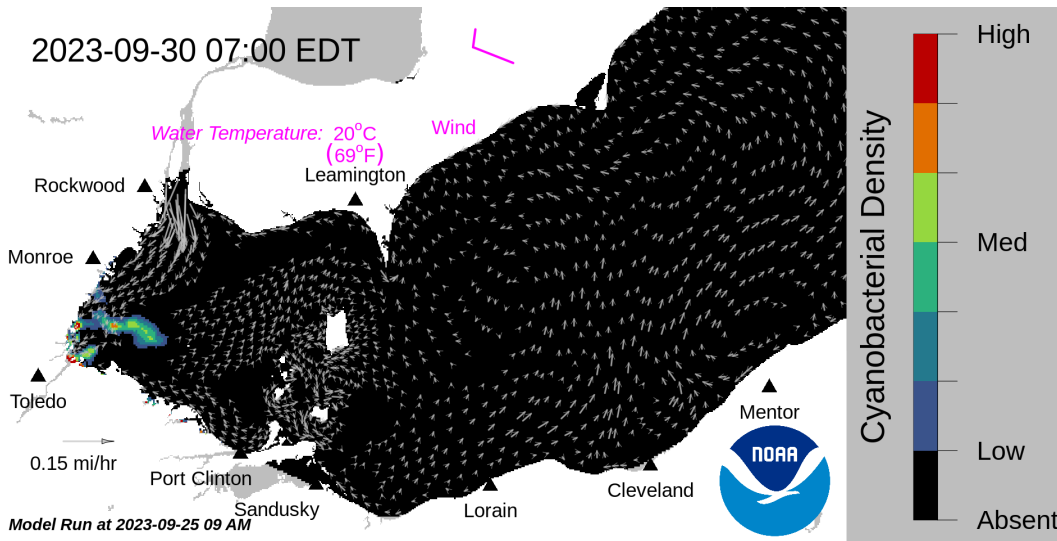 2023-09-30 07:00 EDT
High
Wind
Water Temperature: 20°C
(69°F)
Leamington
Rockwood
Cyanobacterial Density
Med
Monroe
Toledo
Mentor
0.15 mi/hr
Port Clinton
NOAA
Low
Cleveland
Sandusky
Lorain
Model Run at 2023-09-25 09 AM
Absent